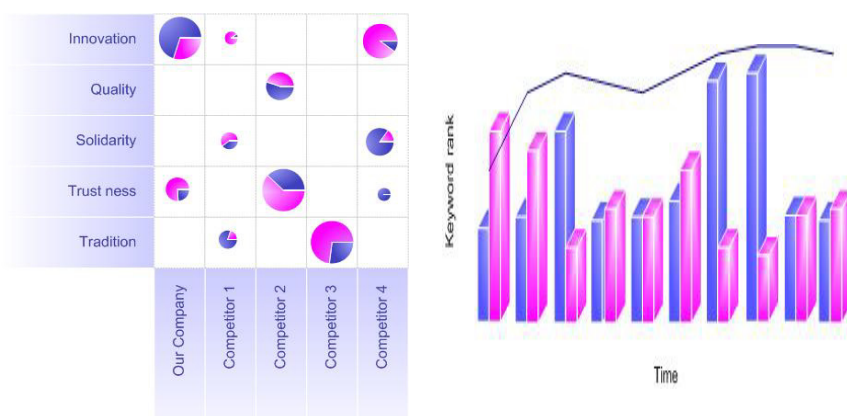 Innovation
Quality
Solidarity
Trust ness
Tradition
Our Company
Competitor 1
Competitor 2
Competitor 3
Competitor 4
Keyword rank
Time